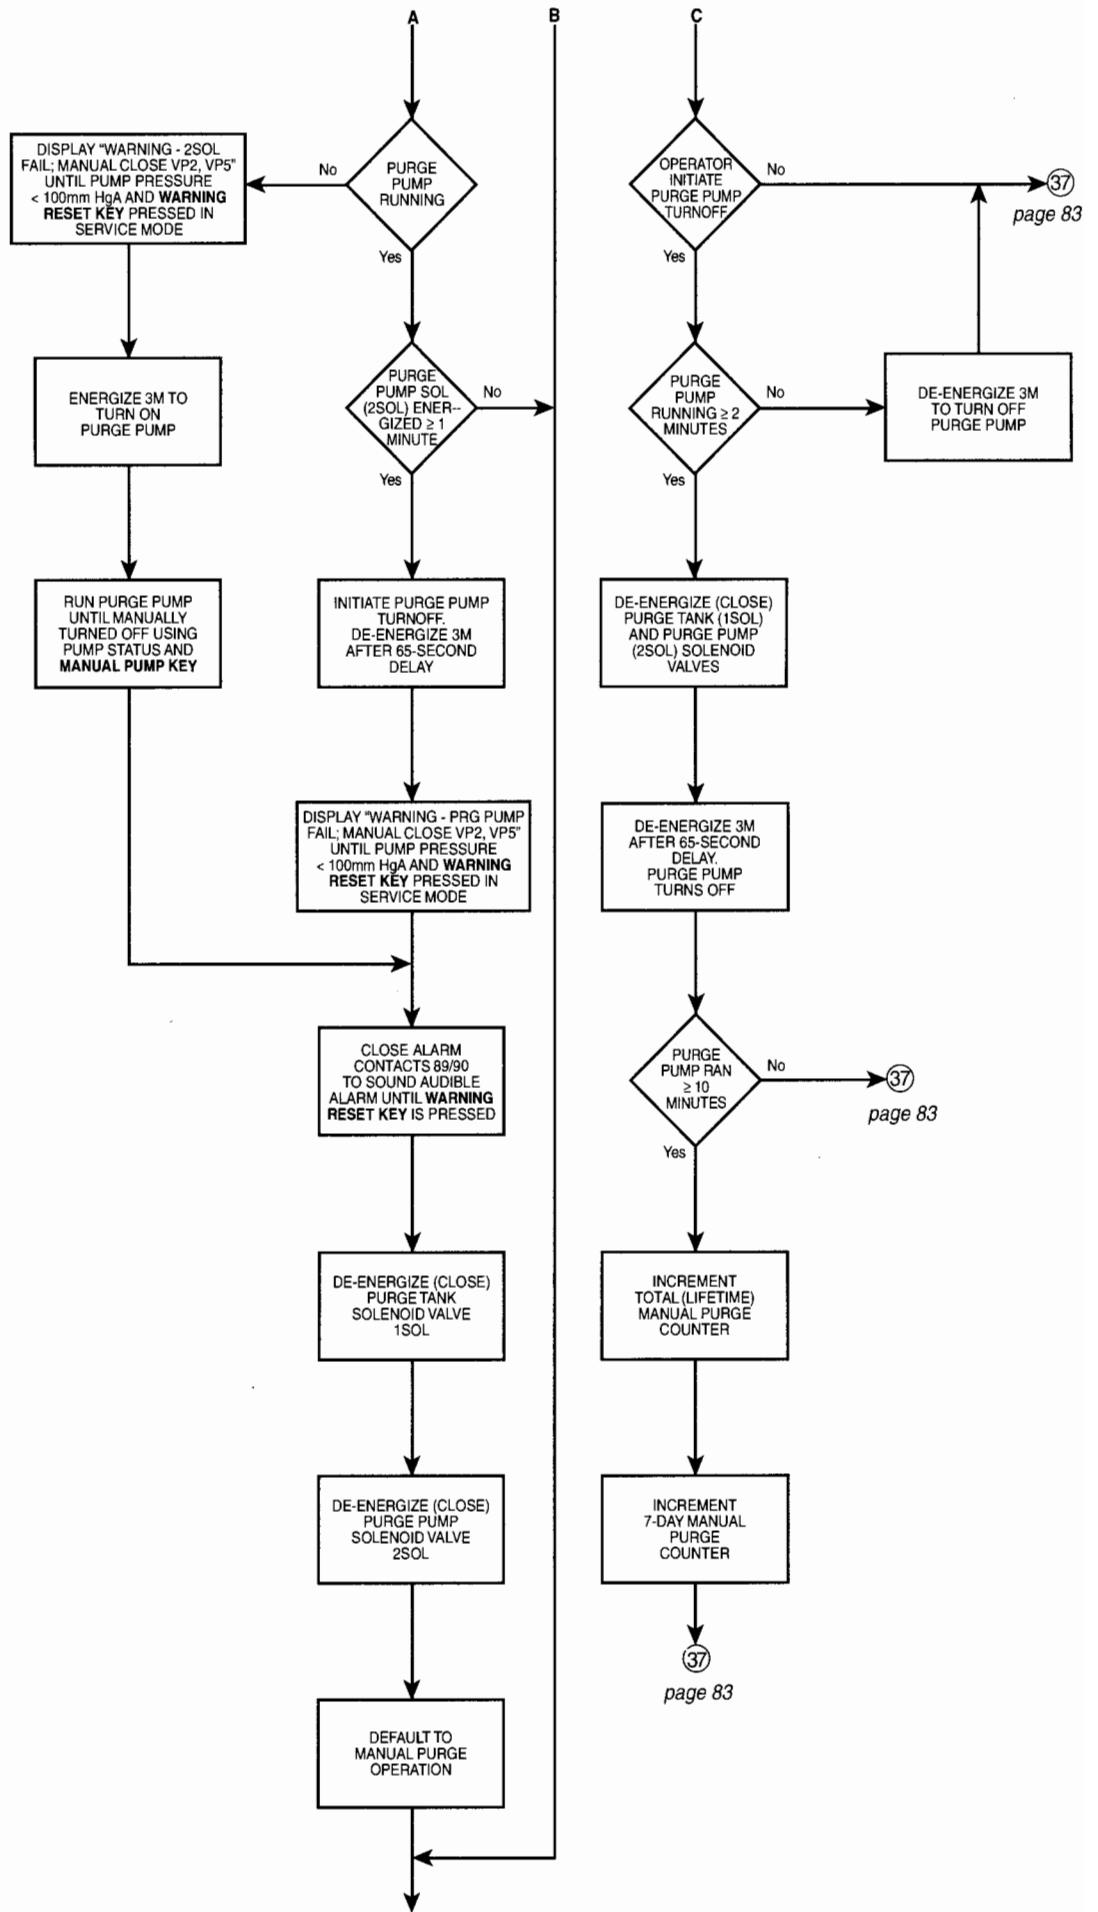 A
B
C
DISPLAY "WARNING - 2SOL
FAIL; MANUAL CLOSE VP2, VP5"
UNTIL PUMP PRESSURE
< 100mm HgA AND WARNING
RESET KEY PRESSED IN
SERVICE MODE
No
PURGE
PUMP
RUNNING
Yes
OPERATOR
INITIATE
PURGE PUMP
TURNOFF
No
37
page 83
Yes
ENERGIZE 3M TO
TURN ON
PURGE PUMP
PURGE
PUMP SOL
(2SOL) ENER--
GIZED ≥ 1
MINUTE
No
Yes
PURGE
PUMP
RUNNING ≥ 2
MINUTES
No
Yes
DE-ENERGIZE 3M
TO TURN OFF
PURGE PUMP
RUN PURGE PUMP
UNTIL MANUALLY
TURNED OFF USING
PUMP STATUS AND
MANUAL PUMP KEY
INITIATE PURGE PUMP
TURNOFF.
DE-ENERGIZE 3M
AFTER 65-SECOND
DELAY
DE-ENERGIZE (CLOSE)
PURGE TANK (1SOL)
AND PURGE PUMP
(2SOL) SOLENOID
VALVES
DISPLAY "WARNING - PRG PUMP
FAIL; MANUAL CLOSE VP2, VP5"
UNTIL PUMP PRESSURE
< 100mm HgA AND WARNING
RESET KEY PRESSED IN
SERVICE MODE
DE-ENERGIZE 3M
AFTER 65-SECOND
DELAY.
PURGE PUMP
TURNS OFF
CLOSE ALARM
CONTACTS 89/90
TO SOUND AUDIBLE
ALARM UNTIL WARNING
RESET KEY IS PRESSED
PURGE
PUMP RAN
≥ 10
MINUTES
No
37
page 83
Yes
DE-ENERGIZE (CLOSE)
PURGE TANK
SOLENOID VALVE
1SOL
INCREMENT
TOTAL (LIFETIME)
MANUAL PURGE
COUNTER
DE-ENERGIZE (CLOSE)
PURGE PUMP
SOLENOID VALVE
2SOL
INCREMENT
7-DAY MANUAL
PURGE
COUNTER
37
page 83
DEFAULT TO
MANUAL PURGE
OPERATION